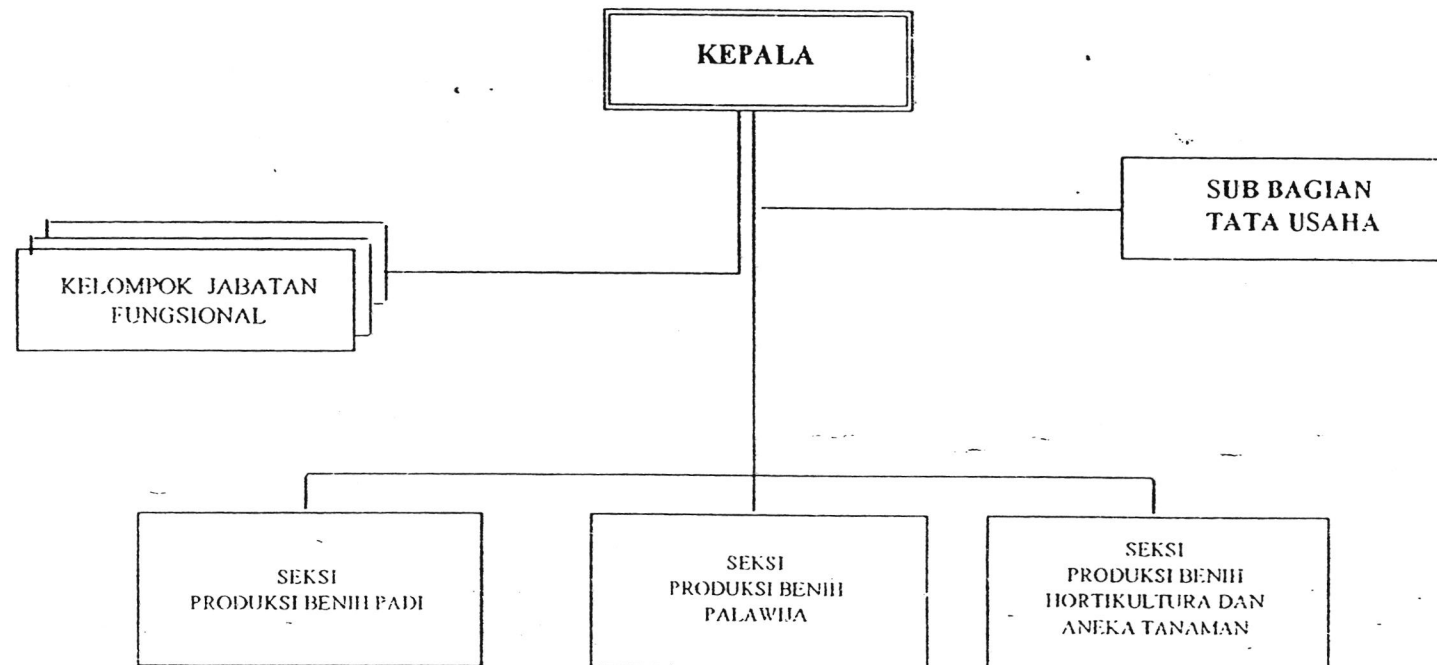 KEPALA
SUB BAGIAN
TATA USAHA
KELOMPOK JABATAN
FUNGSIONAL
SEKSI
PRODUKSI BENIH PADI
SEKSI
PRODUKSI BENIH
PALAWIJA
SEKSI
PRODUKSI BENIH
HORTIKULTURA DAN
ANEKA TANAMAN